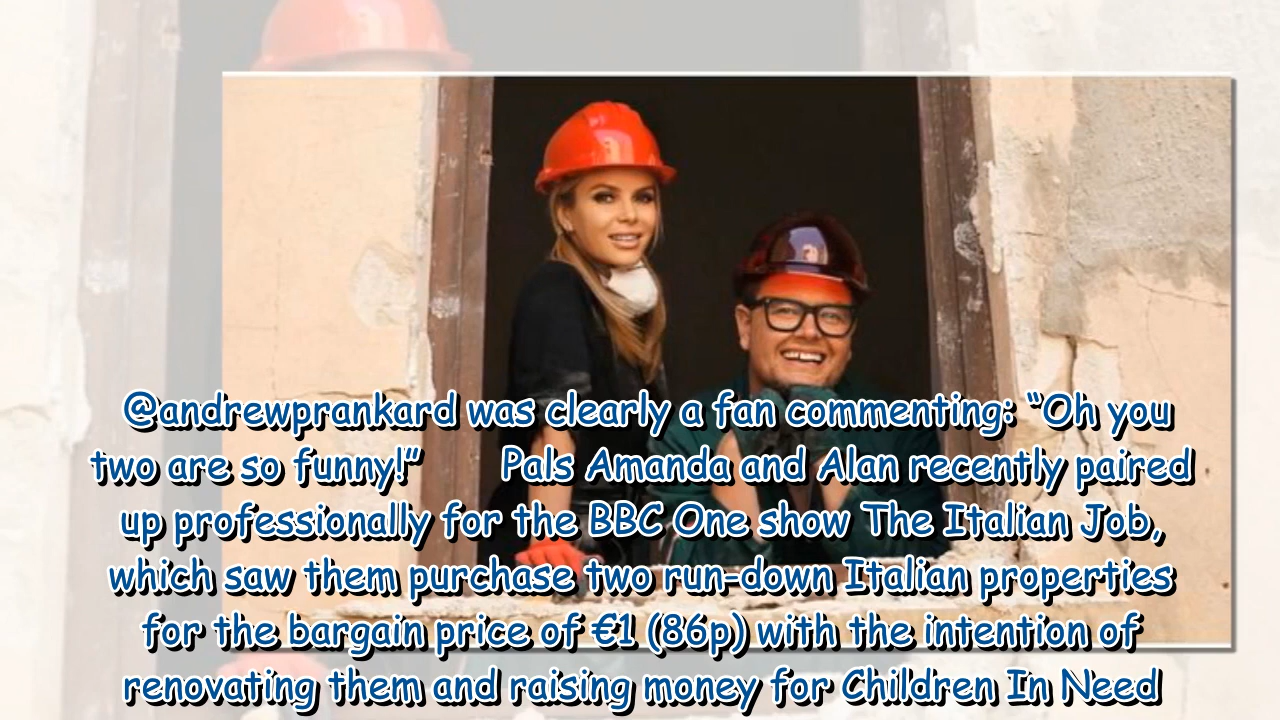 @andrewprankard was clearly a fan commenting: “Oh you
two are so funny!” Pals Amanda and Alan recently paired
up professionally for the BBC One show The Italian Job,
which saw them purchase two run-down Italian properties
for the bargain price of €1 (86p) with the intention of
renovating them and raising money for Children In Need